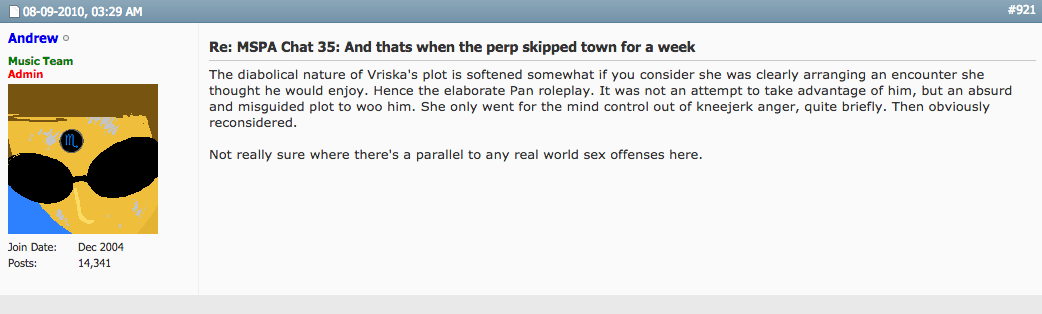 08-09-2010, 03:29 AM
#921
Andrew
Music Team
Admin
♏
Join Date: Dec 2004
Posts: 14,341
Re: MSPA Chat 35: And thats when the perp skipped town for a week
The diabolical nature of Vriska's plot is softened somewhat if you consider she was clearly arranging an encounter she
thought he would enjoy. Hence the elaborate Pan roleplay. It was not an attempt to take advantage of him, but an absurd
and misguided plot to woo him. She only went for the mind control out of kneejerk anger, quite briefly. Then obviously
reconsidered.
Not really sure where there's a parallel to any real world sex offenses here.